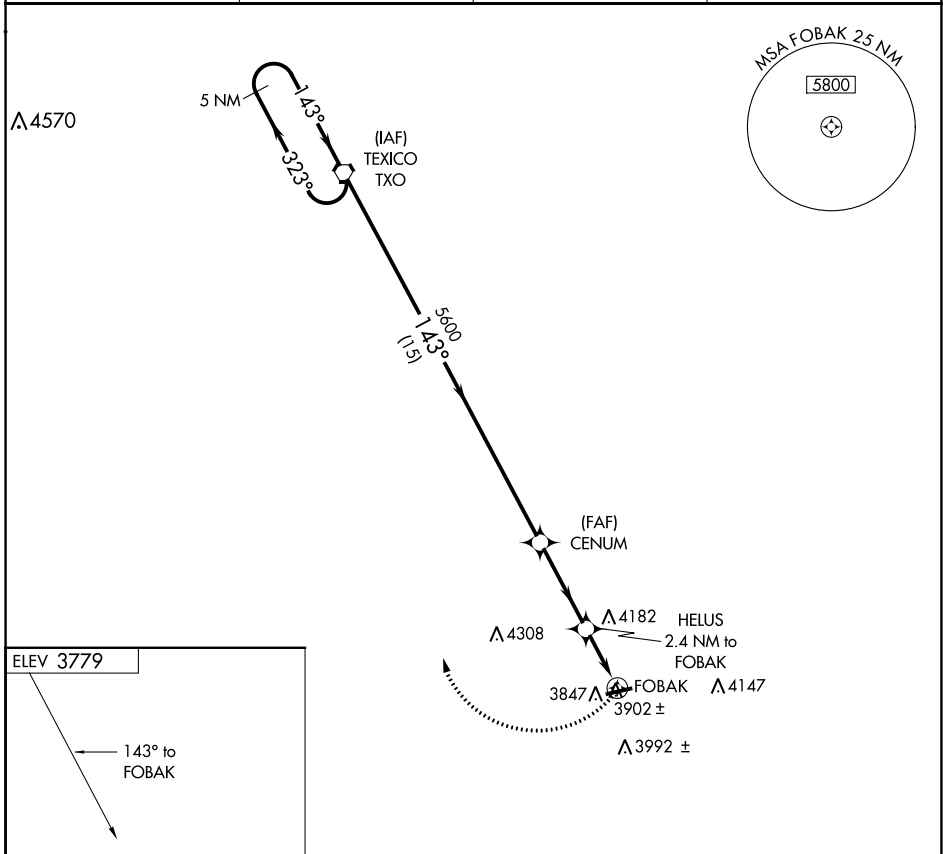 MSA FOBAK 25 NM
5800
5 NM
143°
323°
4570
(IAF)
TEXICO
TXO
5600
143°
(15)
(FAF)
CENUM
4182
HELUS
2.4 NM to
FOBAK
4308
3847
FOBAK
4147
3902 ±
3992 ±
ELEV 3779
143° to
FOBAK